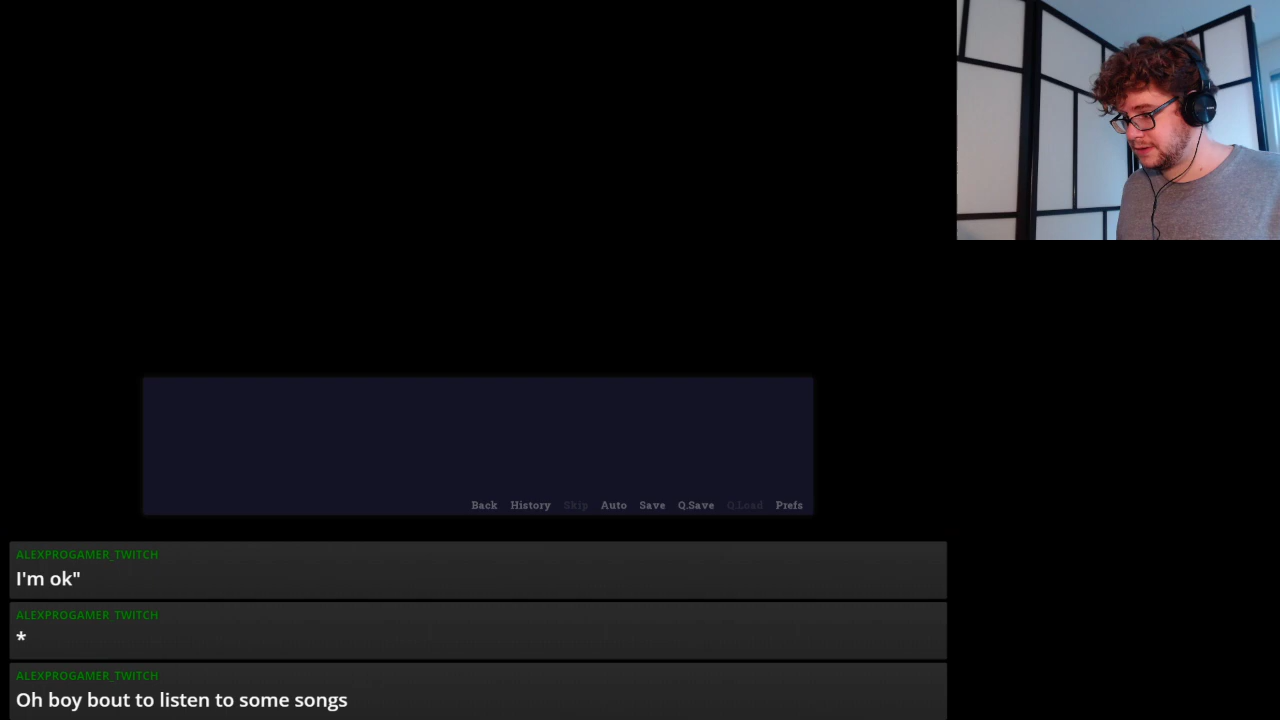 Back History Skip Auto Save Q.Save Q.Load Prefs
ALEXPROGAMER_TWITCH
I'm ok"
ALEXPROGAMER_TWITCH
*
ALEXPROGAMER_TWITCH
Oh boy bout to listen to some songs